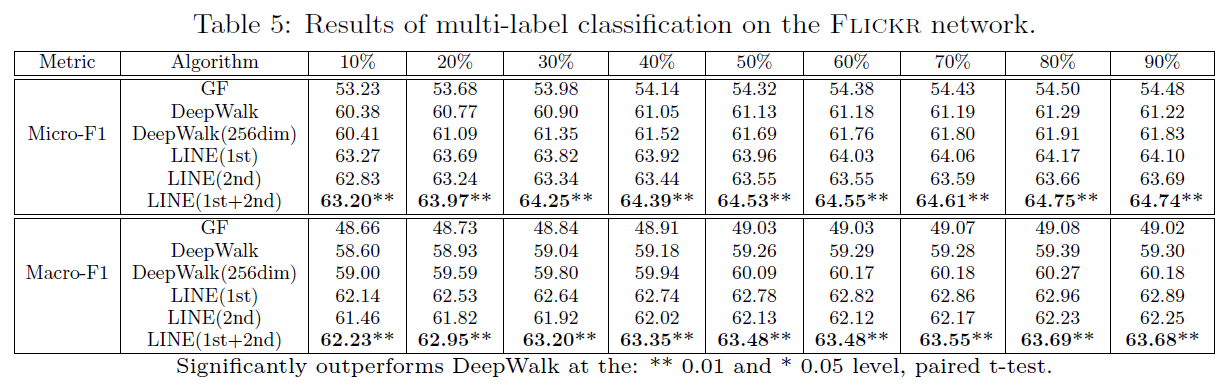 Table 5: Results of multi-label classification on the FLICKR network.
Metric Algorithm 10% 20% 30% 40% 50% 60% 70% 80% 90%
GF 53.23 53.68 53.98 54.14 54.32 54.38 54.43 54.50 54.48
DeepWalk 60.38 60.77 60.90 61.05 61.13 61.18 61.19 61.29 61.22
Micro-F1 DeepWalk(256dim) 60.41 61.09 61.35 61.52 61.69 61.76 61.80 61.91 61.83
LINE(1st) 63.27 63.69 63.82 63.92 63.96 64.03 64.06 64.17 64.10
LINE(2nd) 62.83 63.24 63.34 63.44 63.55 63.55 63.59 63.66 63.69
LINE(1st+2nd) 63.20** 63.97** 64.25** 64.39** 64.53** 64.55** 64.61** 64.75** 64.74**
GF 48.66 48.73 48.84 48.91 49.03 49.03 49.07 49.08 49.02
DeepWalk 58.60 58.93 59.04 59.18 59.26 59.29 59.28 59.39 59.30
Macro-F1 DeepWalk(256dim) 59.00 59.59 59.80 59.94 60.09 60.17 60.18 60.27 60.18
LINE(1st) 62.14 62.53 62.64 62.74 62.78 62.82 62.86 62.96 62.89
LINE(2nd) 61.46 61.82 61.92 62.02 62.13 62.12 62.17 62.23 62.25
LINE(1st+2nd) 62.23** 62.95** 63.20** 63.35** 63.48** 63.48** 63.55** 63.69** 63.68**
Significantly outperforms DeepWalk at the: ** 0.01 and * 0.05 level, paired t-test.